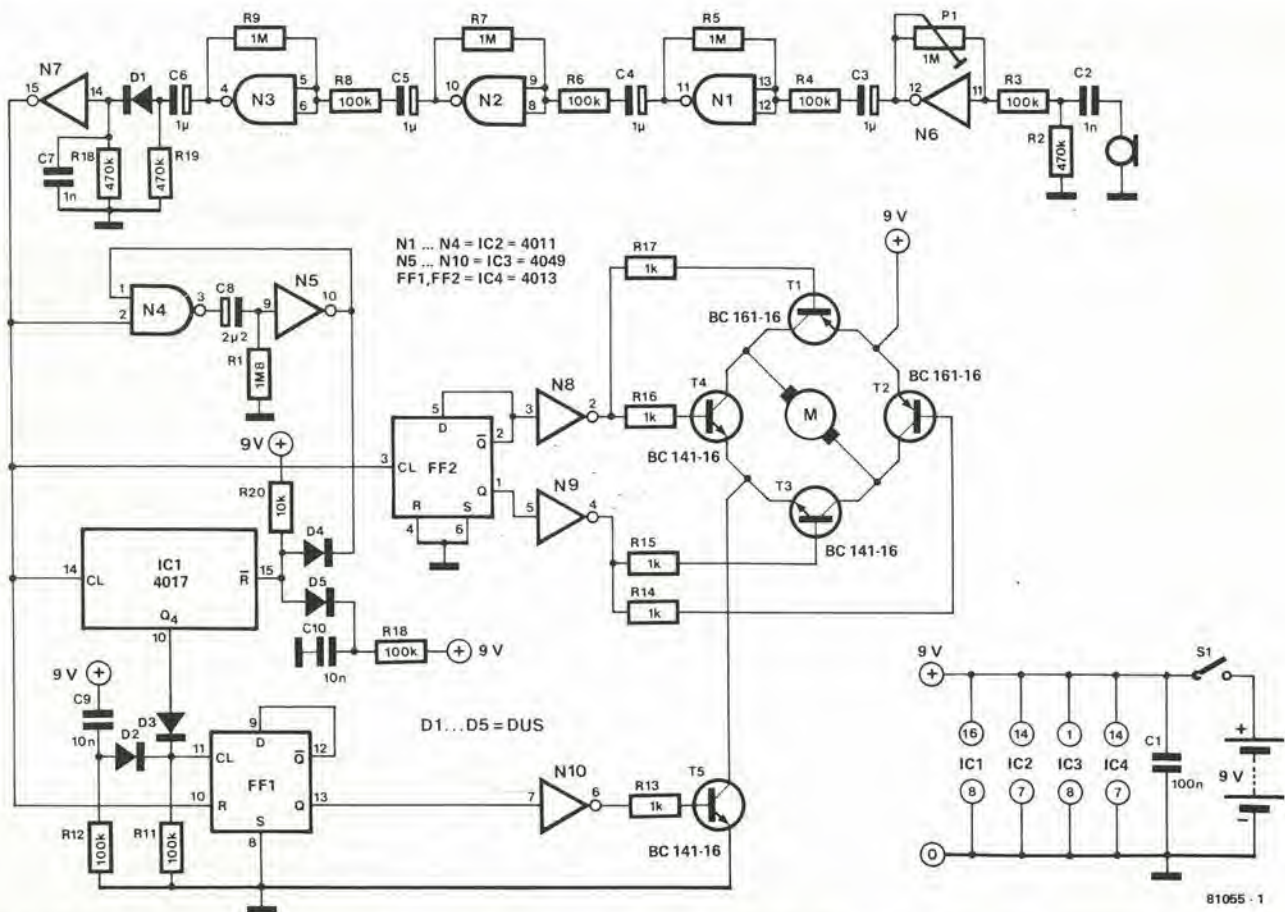 R9
1M
R7
1M
R5
1M
P1
1M
N7
15
14
D1
C6
1µ
4
N3
5
6
R8
100k
C5
1µ
10
N2
9
8
R6
100k
C4
1µ
11
N1
13
12
R4
100k
C3
1µ
12
N6
11
R3
100k
C2
1n
R2
470k
C7
1n
R18
470k
R19
470k
N1 ... N4 = IC2 = 4011
N5 ... N10 = IC3 = 4049
FF1,FF2 = IC4 = 4013
1
2
N4
3
C8
2µ2
9
N5
10
R1
1M8
R17
1k
9 V
+
T1
BC 161-16
BC 161-16
T2
T4
R16
1k
M
BC 141-16
T3
BC 141-16
R15
1k
R14
1k
5
D
3
CL
FF2
Q
2
Q
1
R
S
4
6
N8
3
2
N9
5
4
9 V
+
R20
10k
D4
D5
14
CL
IC1
4017
R
15
Q4
10
C10
10n
R18
100k
+
9 V
9 V
+
C9
10n
D2
D3
D1...D5 = DUS
9
D
11
CL
Q
12
FF1
10
R
Q
13
S
8
R12
100k
R11
100k
N10
7
6
R13
1k
T5
BC 141-16
9 V
+
S1
16
14
1
14
IC1
IC2
IC3
IC4
8
7
8
7
C1
100n
+
9 V
−
0
81055 - 1